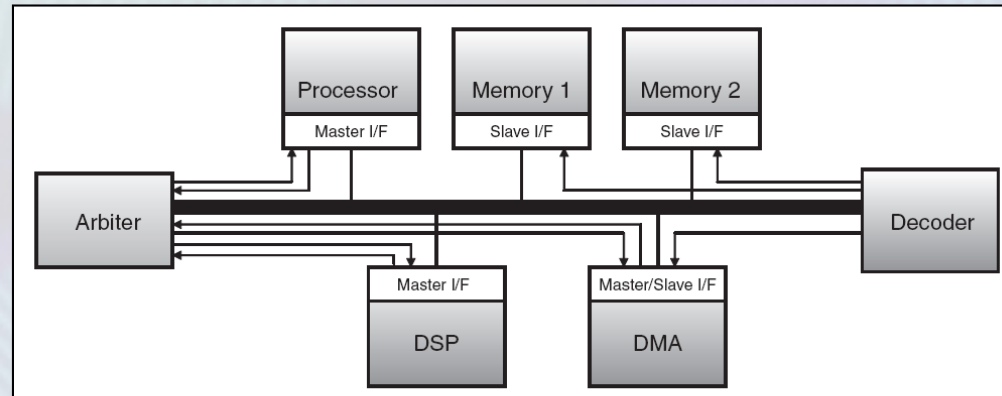 Processor
Memory 1
Memory 2
Master I/F
Slave I/F
Slave I/F
Arbiter
Decoder
Master I/F
Master/Slave I/F
DSP
DMA